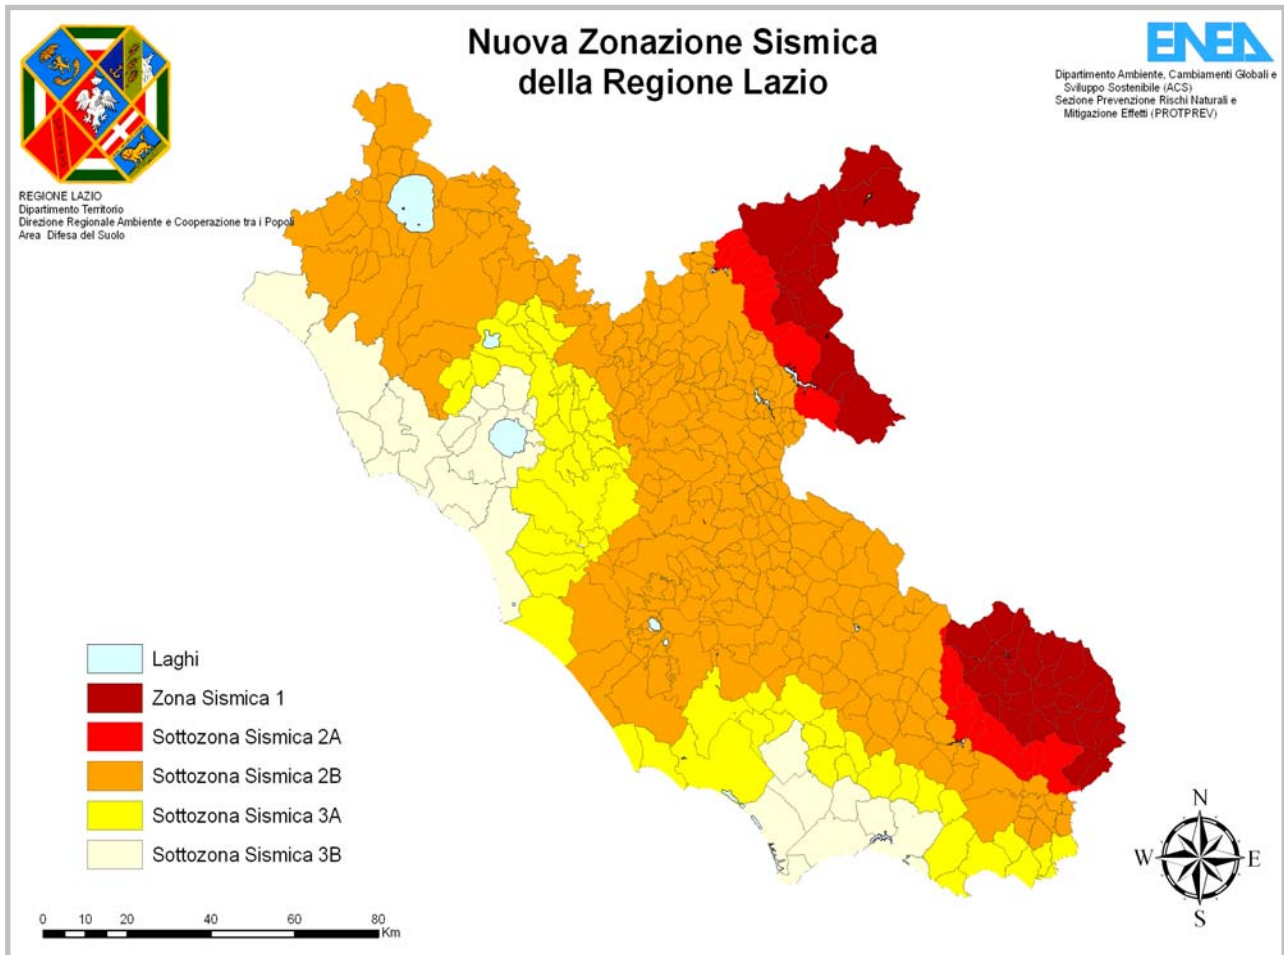 Nuova Zonazione Sismica
della Regione Lazio
ENEA
Dipartimento Ambiente, Cambiamenti Globali e
Sviluppo Sostenibile (ACS)
Sezione Prevenzione Rischi Naturali e
Mitigazione Effetti (PROTPREV)
REGIONE LAZIO
Dipartimento Territorio
Direzione Regionale Ambiente e Cooperazione tra i Popoli
Area Difesa del Suolo
Laghi
Zona Sismica 1
Sottozona Sismica 2A
Sottozona Sismica 2B
Sottozona Sismica 3A
Sottozona Sismica 3B
0 10 20 40 60 80
Km
N
W E
S